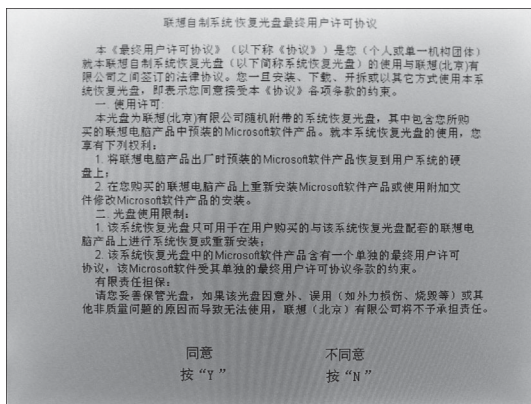 联想自制系统恢复光盘最终用户许可协议
本《最终用户许可协议》（以下称《协议》）是您（个人或单一机构团体）
就本联想自制系统恢复光盘（以下简称系统恢复光盘）的使用与联想(北京)有
限公司之间签订的法律协议。您一旦安装、下载、开拆或以其它方式使用本系
统恢复光盘，即表示您同意接受本《协议》各项条款的约束。
一. 使用许可:
本光盘为联想(北京)有限公司随机附带的系统恢复光盘，其中包含您所购
买的联想电脑产品中预装的Microsoft软件产品。就本系统恢复光盘的使用，您
享有下列权利：
1. 将联想电脑产品出厂时预装的Microsoft软件产品恢复到用户系统的硬
盘上；
2. 在您购买的联想电脑产品上重新安装Microsoft软件产品或使用附加文
件修改Microsoft软件产品的安装。
二. 光盘使用限制：
1. 该系统恢复光盘只可用于在用户购买的与该系统恢复光盘配套的联想电
脑产品上进行系统恢复或重新安装；
2. 该系统恢复光盘中的Microsoft软件产品含有一个单独的最终用户许可
协议，该Microsoft软件受其单独的最终用户许可协议条款的约束。
有限责任担保：
请您妥善保管光盘，如果该光盘因意外、误用（如外力损伤、烧毁等）或其
他非质量问题的原因而导致无法使用，联想（北京）有限公司将不予承担责任。
同意 不同意
按“Y” 按“N”